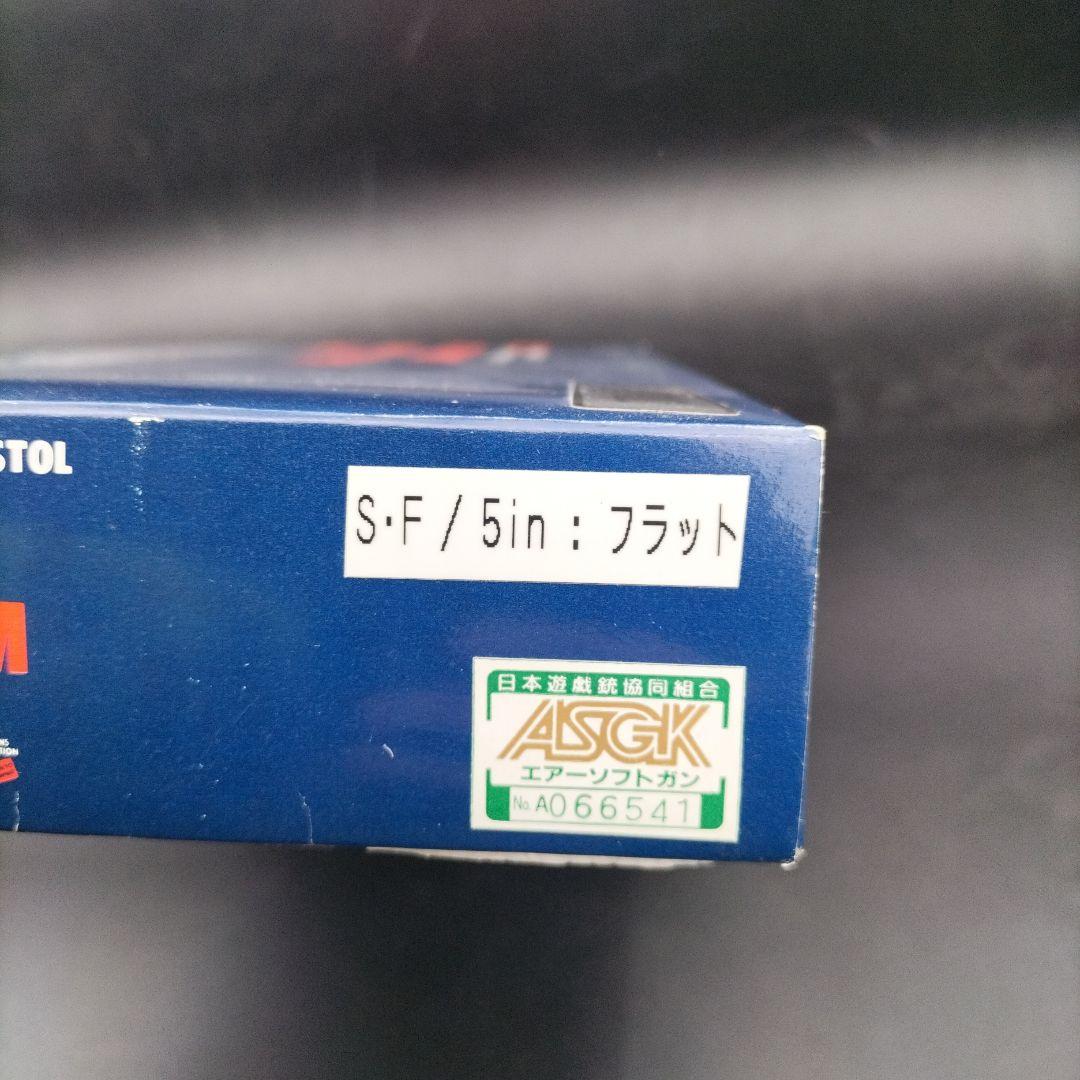 STOL
S・F/5in:フラット
M
日本遊戯銃協同組合
ASGK
エアーソフトガン
No.A066541